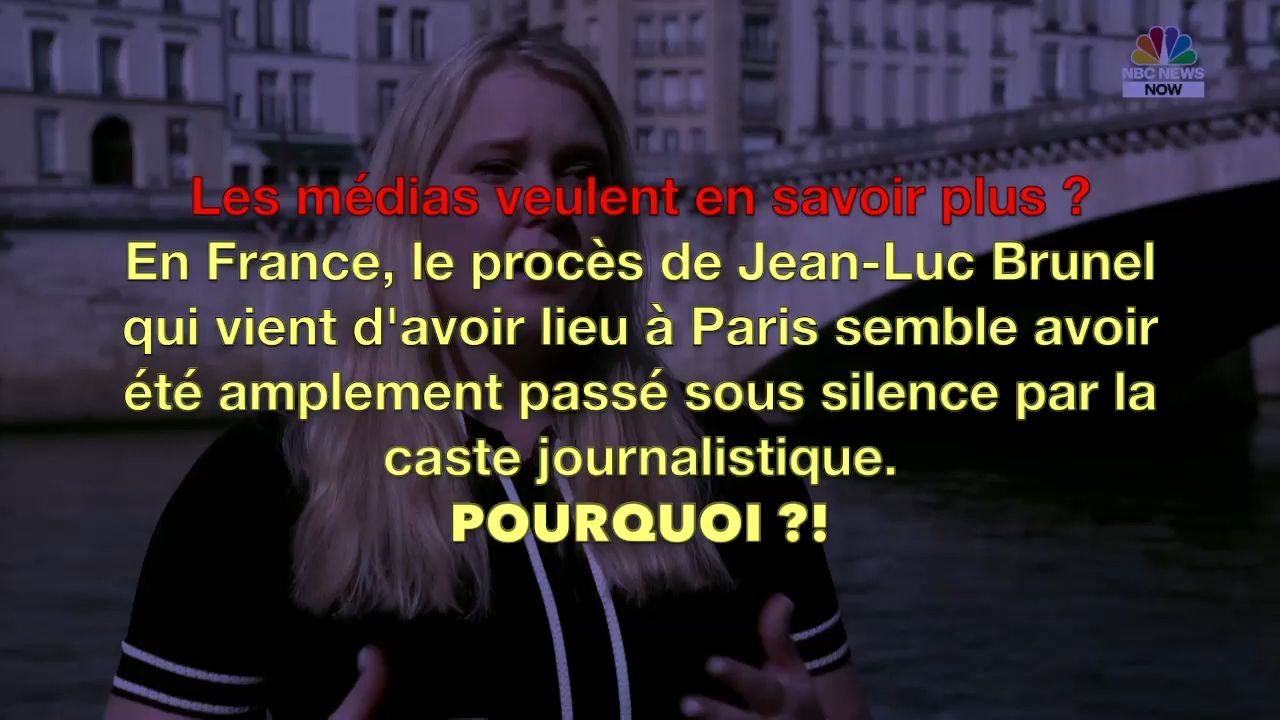 NBC NEWS
NOW
Les médias veulent en savoir plus ?
En France, le procès de Jean-Luc Brunel
qui vient d'avoir lieu à Paris semble avoir
été amplement passé sous silence par la
caste journalistique.
POURQUOI ?!